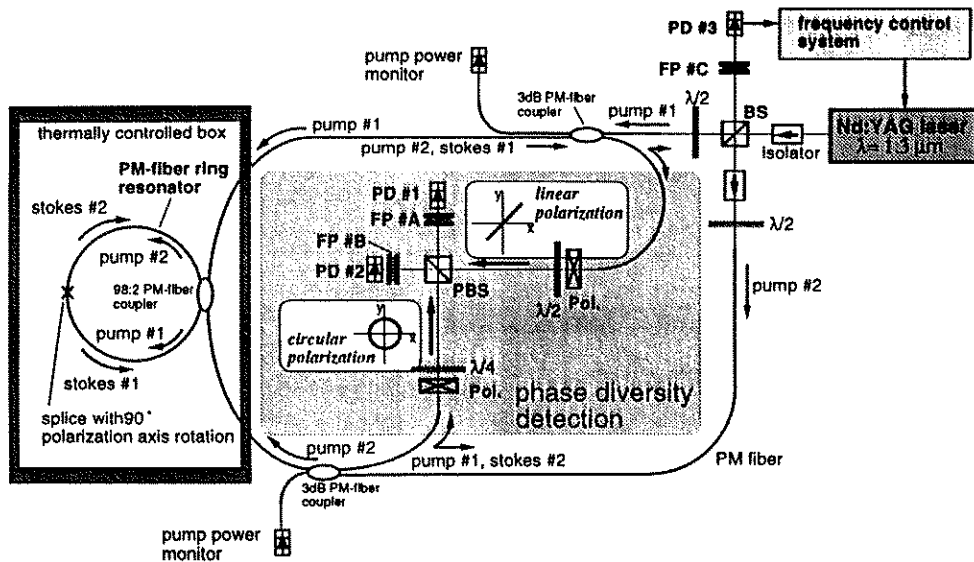 PD #3
frequency control
system
pump power
monitor
FP #C
3dB PM-fiber
coupler
λ/2
pump #1
BS
Nd:YAG laser
λ= 1.3 μm
isolator
thermally controlled box
pump #1
pump #2, stokes #1
PM-fiber ring
resonator
stokes #2
pump #2
98:2 PM-fiber
coupler
pump #1
stokes #1
splice with90°
polarization axis rotation
PD #1
FP #A
y
x
linear
polarization
FP #B
PD #2
PBS
λ/2
Pol.
λ/2
pump #2
y
x
circular
polarization
λ/4
Pol.
phase diversity
detection
pump #2
pump #1, stokes #2
PM fiber
3dB PM-fiber
coupler
pump power
monitor